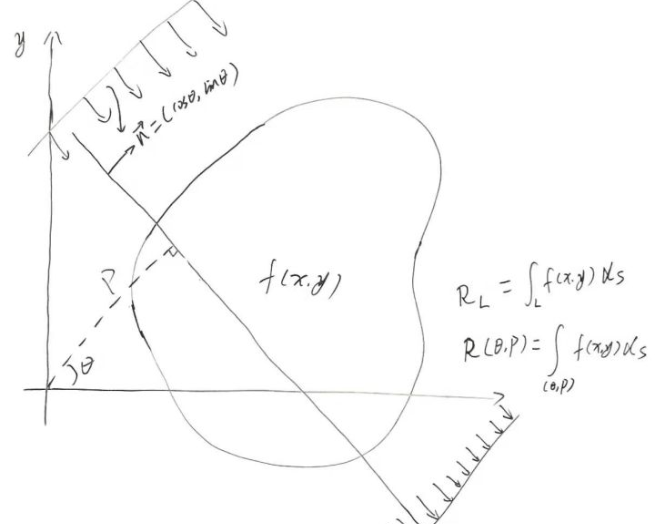 y
n⃗=(cosθ, sinθ)
P
f(x,y)
θ
R_L = ∫_L f(x,y) ds
R(θ,P) = ∫_(θ,P) f(x,y) ds